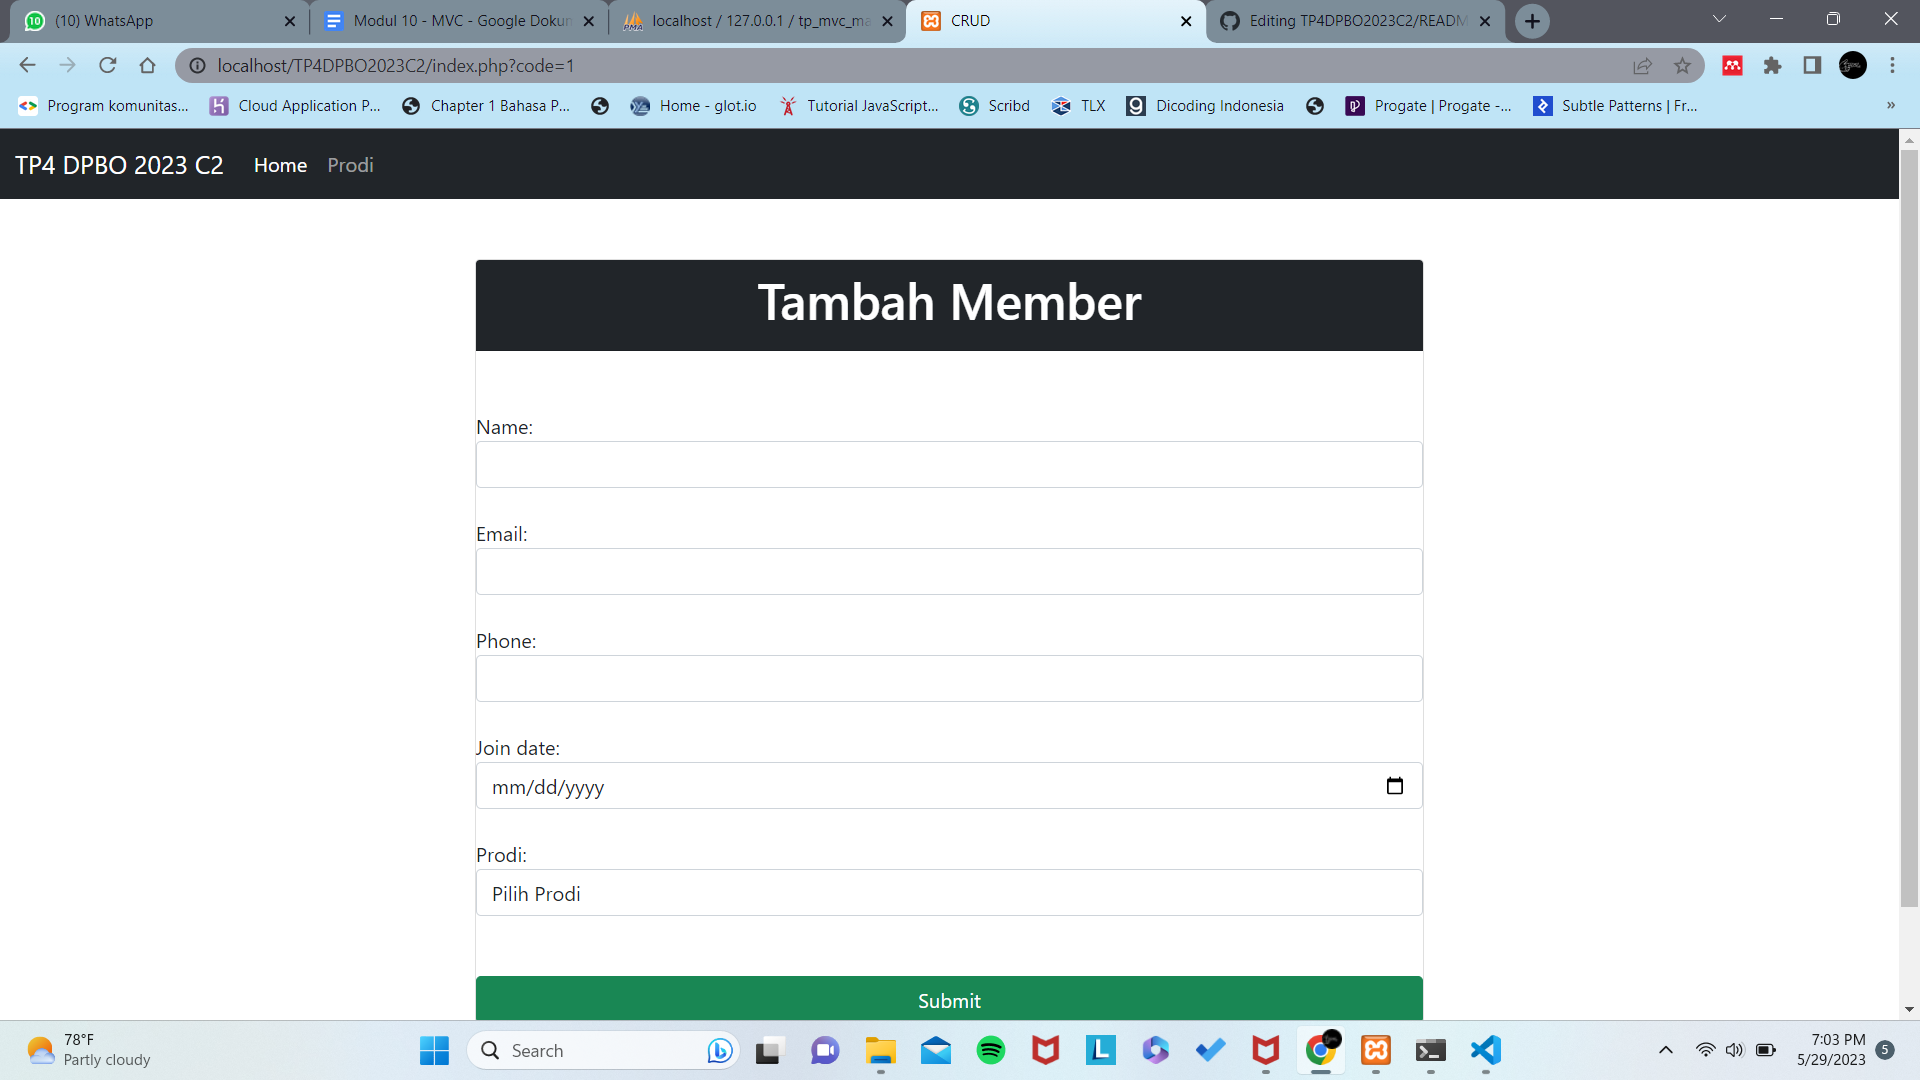 10 (10) WhatsApp
Modul 10 - MVC - Google Dokun
PMA localhost / 127.0.0.1 / tp_mvc_ma
CRUD
Editing TP4DPBO2023C2/READM
localhost/TP4DPBO2023C2/index.php?code=1
Program komunitas... Cloud Application P... Chapter 1 Bahasa P... Home - glot.io Tutorial JavaScript... Scribd TLX Dicoding Indonesia Progate | Progate -... Subtle Patterns | Fr... »
TP4 DPBO 2023 C2 Home Prodi
Tambah Member
Name:
Email:
Phone:
Join date:
mm/dd/yyyy
Prodi:
Pilih Prodi
Submit
78°F
Partly cloudy
Search
7:03 PM
5/29/2023
5